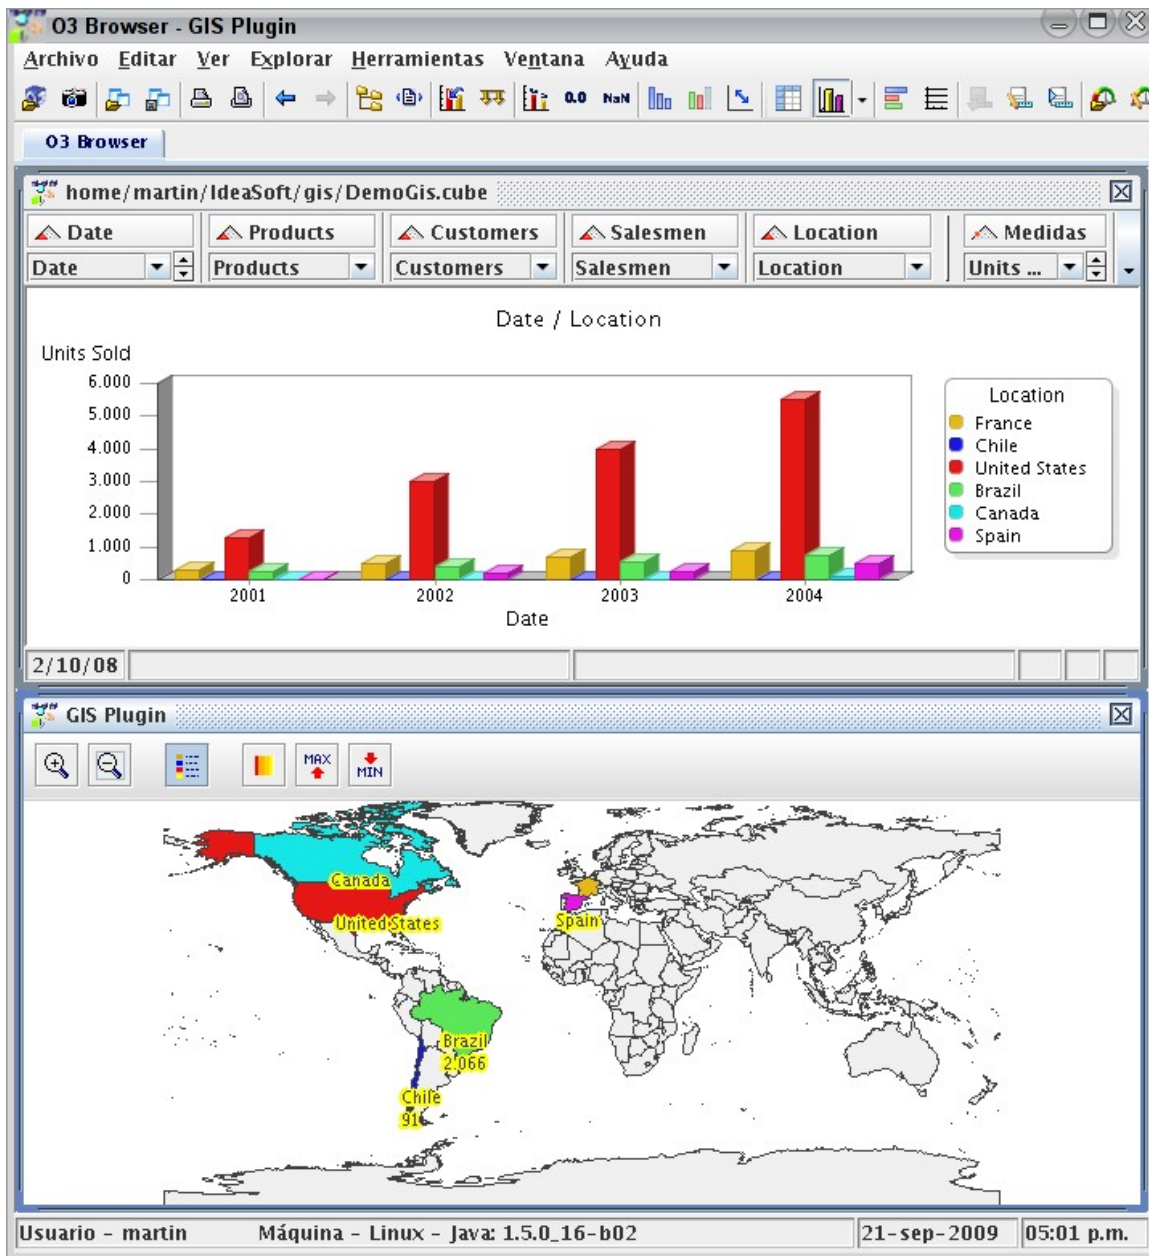 O3 Browser - GIS Plugin
Archivo Editar Ver Explorar Herramientas Ventana Ayuda
0.0 NaN
O3 Browser
home/martin/IdeaSoft/gis/DemoGis.cube
Date Products Customers Salesmen Location Medidas
Date Products Customers Salesmen Location Units ...
Date / Location
Units Sold
6.000
5.000
4.000
3.000
2.000
1.000
0
2001 2002 2003 2004
Date
Location
France
Chile
United States
Brazil
Canada
Spain
2/10/08
GIS Plugin
MAX
MIN
Canada
United States
Spain
Brazil
2.066
Chile
91
Usuario - martin Máquina - Linux - Java: 1.5.0_16-b02 21-sep-2009 05:01 p.m.